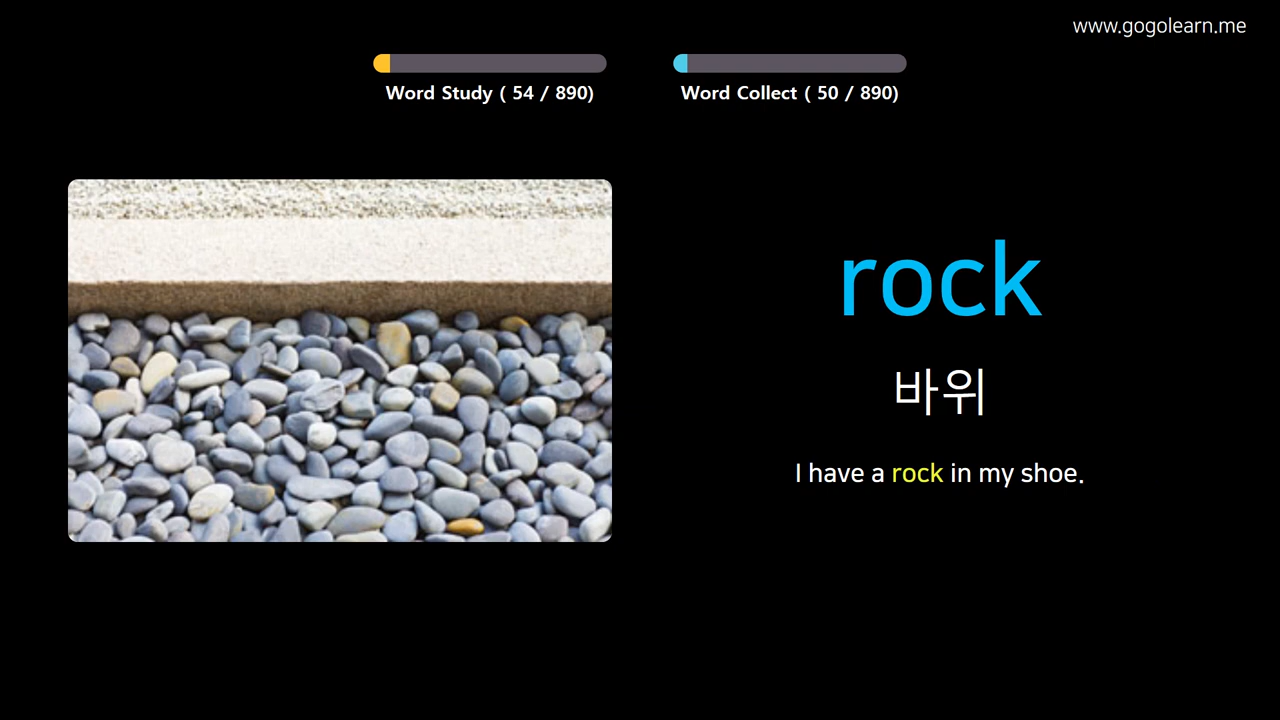 www.gogolearn.me
Word Study ( 54 / 890)
Word Collect ( 50 / 890)
rock
바위
I have a rock in my shoe.